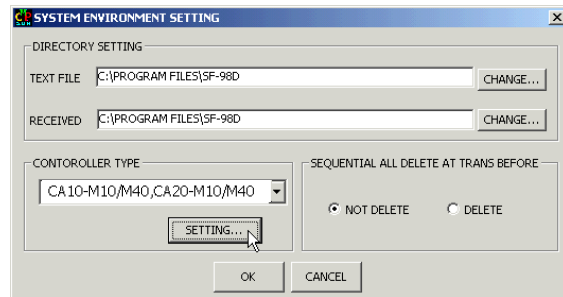 SYSTEM ENVIRONMENT SETTING
DIRECTORY SETTING
TEXT FILE C:\PROGRAM FILES\SF-98D CHANGE...
RECEIVED C:\PROGRAM FILES\SF-98D CHANGE...
CONTOROLLER TYPE
CA10-M10/M40,CA20-M10/M40
SETTING...
SEQUENTIAL ALL DELETE AT TRANS BEFORE
NOT DELETE DELETE
OK CANCEL